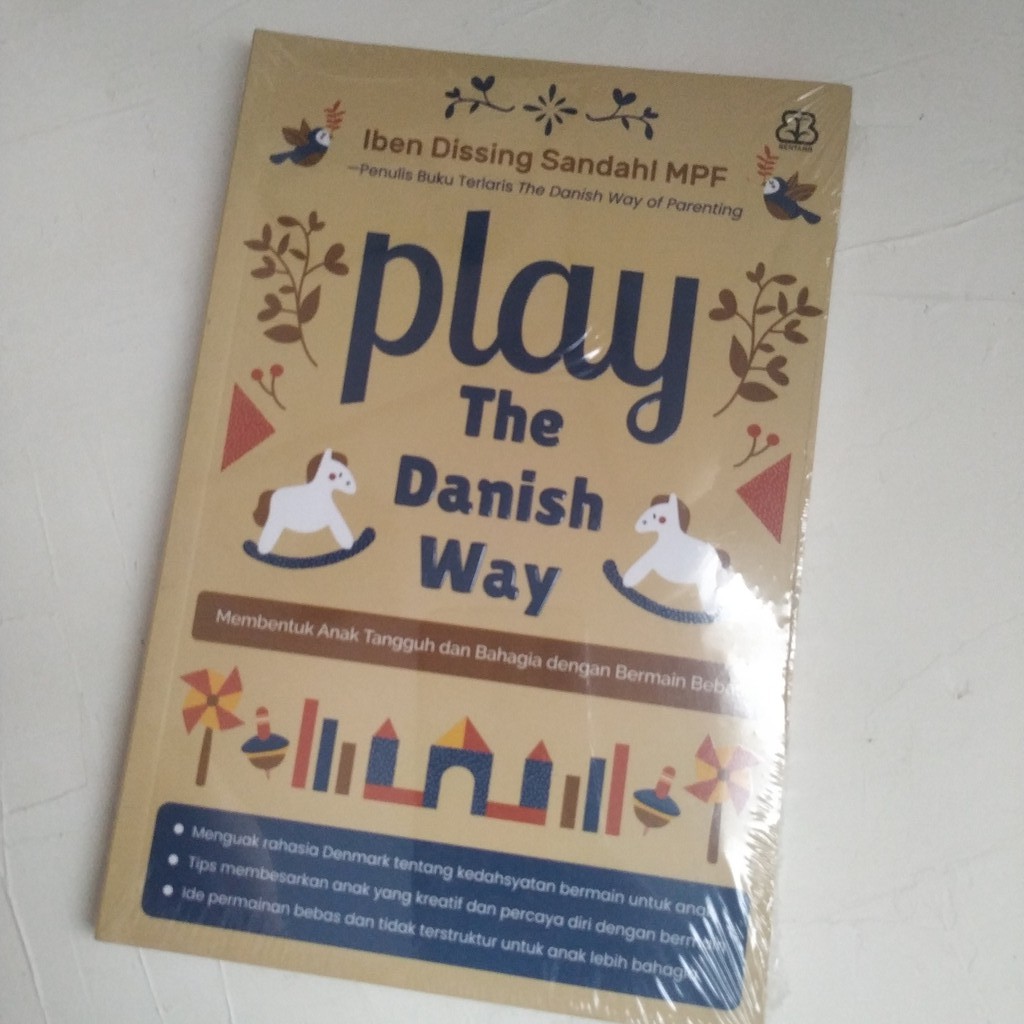 BENTANG
Iben Dissing Sandahl MPF
—Penulis Buku Terlaris The Danish Way of Parenting
play
The
Danish
Way
Membentuk Anak Tangguh dan Bahagia dengan Bermain
Menguak rahasia Denmark tentang kedahsyatan bermain untuk
Tips membesarkan anak yang kreatif dan percaya diri dengan
Ide permainan bebas dan tidak terstruktur untuk anak lebih bahagia